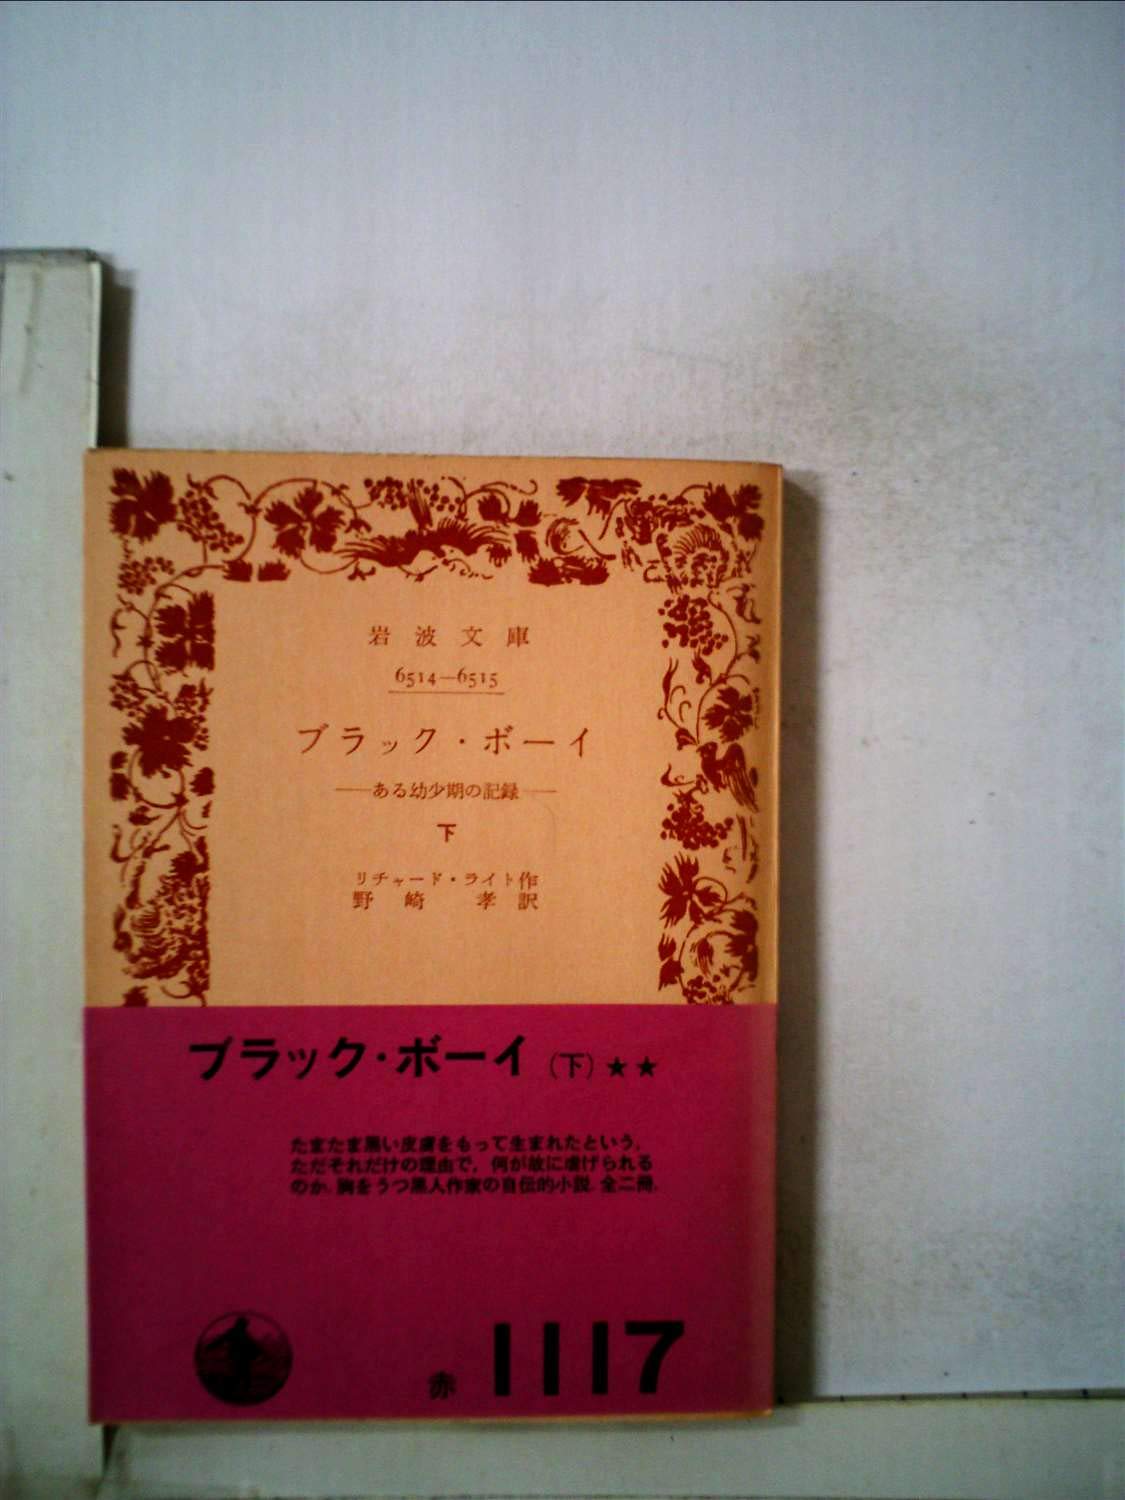 岩波文庫
6514—6515
ブラック・ボーイ
——ある幼少期の記録——
下
リチャード・ライト作
野崎 孝訳
ブラック・ボーイ(下)★★
たまたま黒い皮膚をもって生まれたという,
ただそれだけの理由で,何が故に虐げられる
のか.胸をうつ黒人作家の自伝的小説.全二冊.
赤 1117